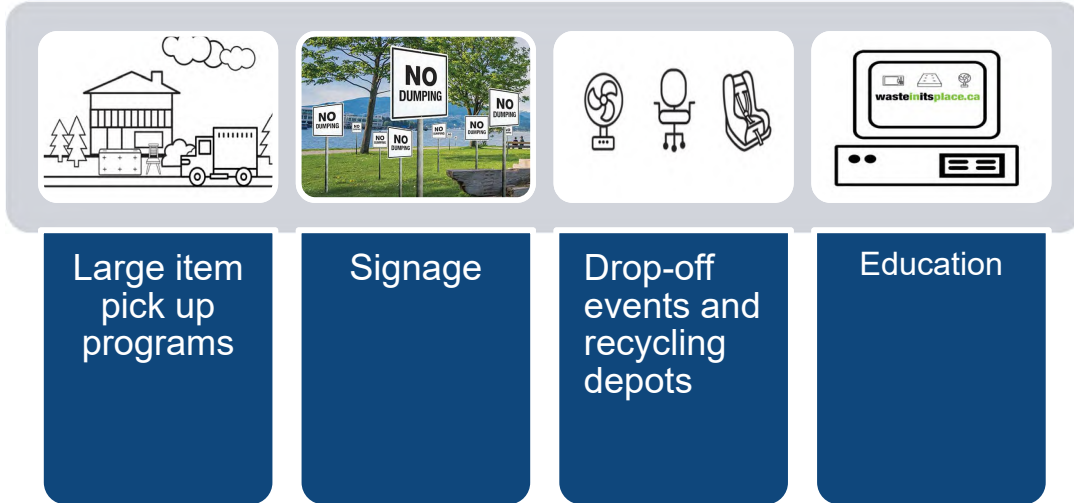 NO
DUMPING
NO
DUMPING
NO
DUMPING
NO
DUMPING
NO
DUMPING
NO
DUMPING
NO
DUMPING
wasteinitsplace.ca
Large item
pick up
programs
Signage
Drop-off
events and
recycling
depots
Education